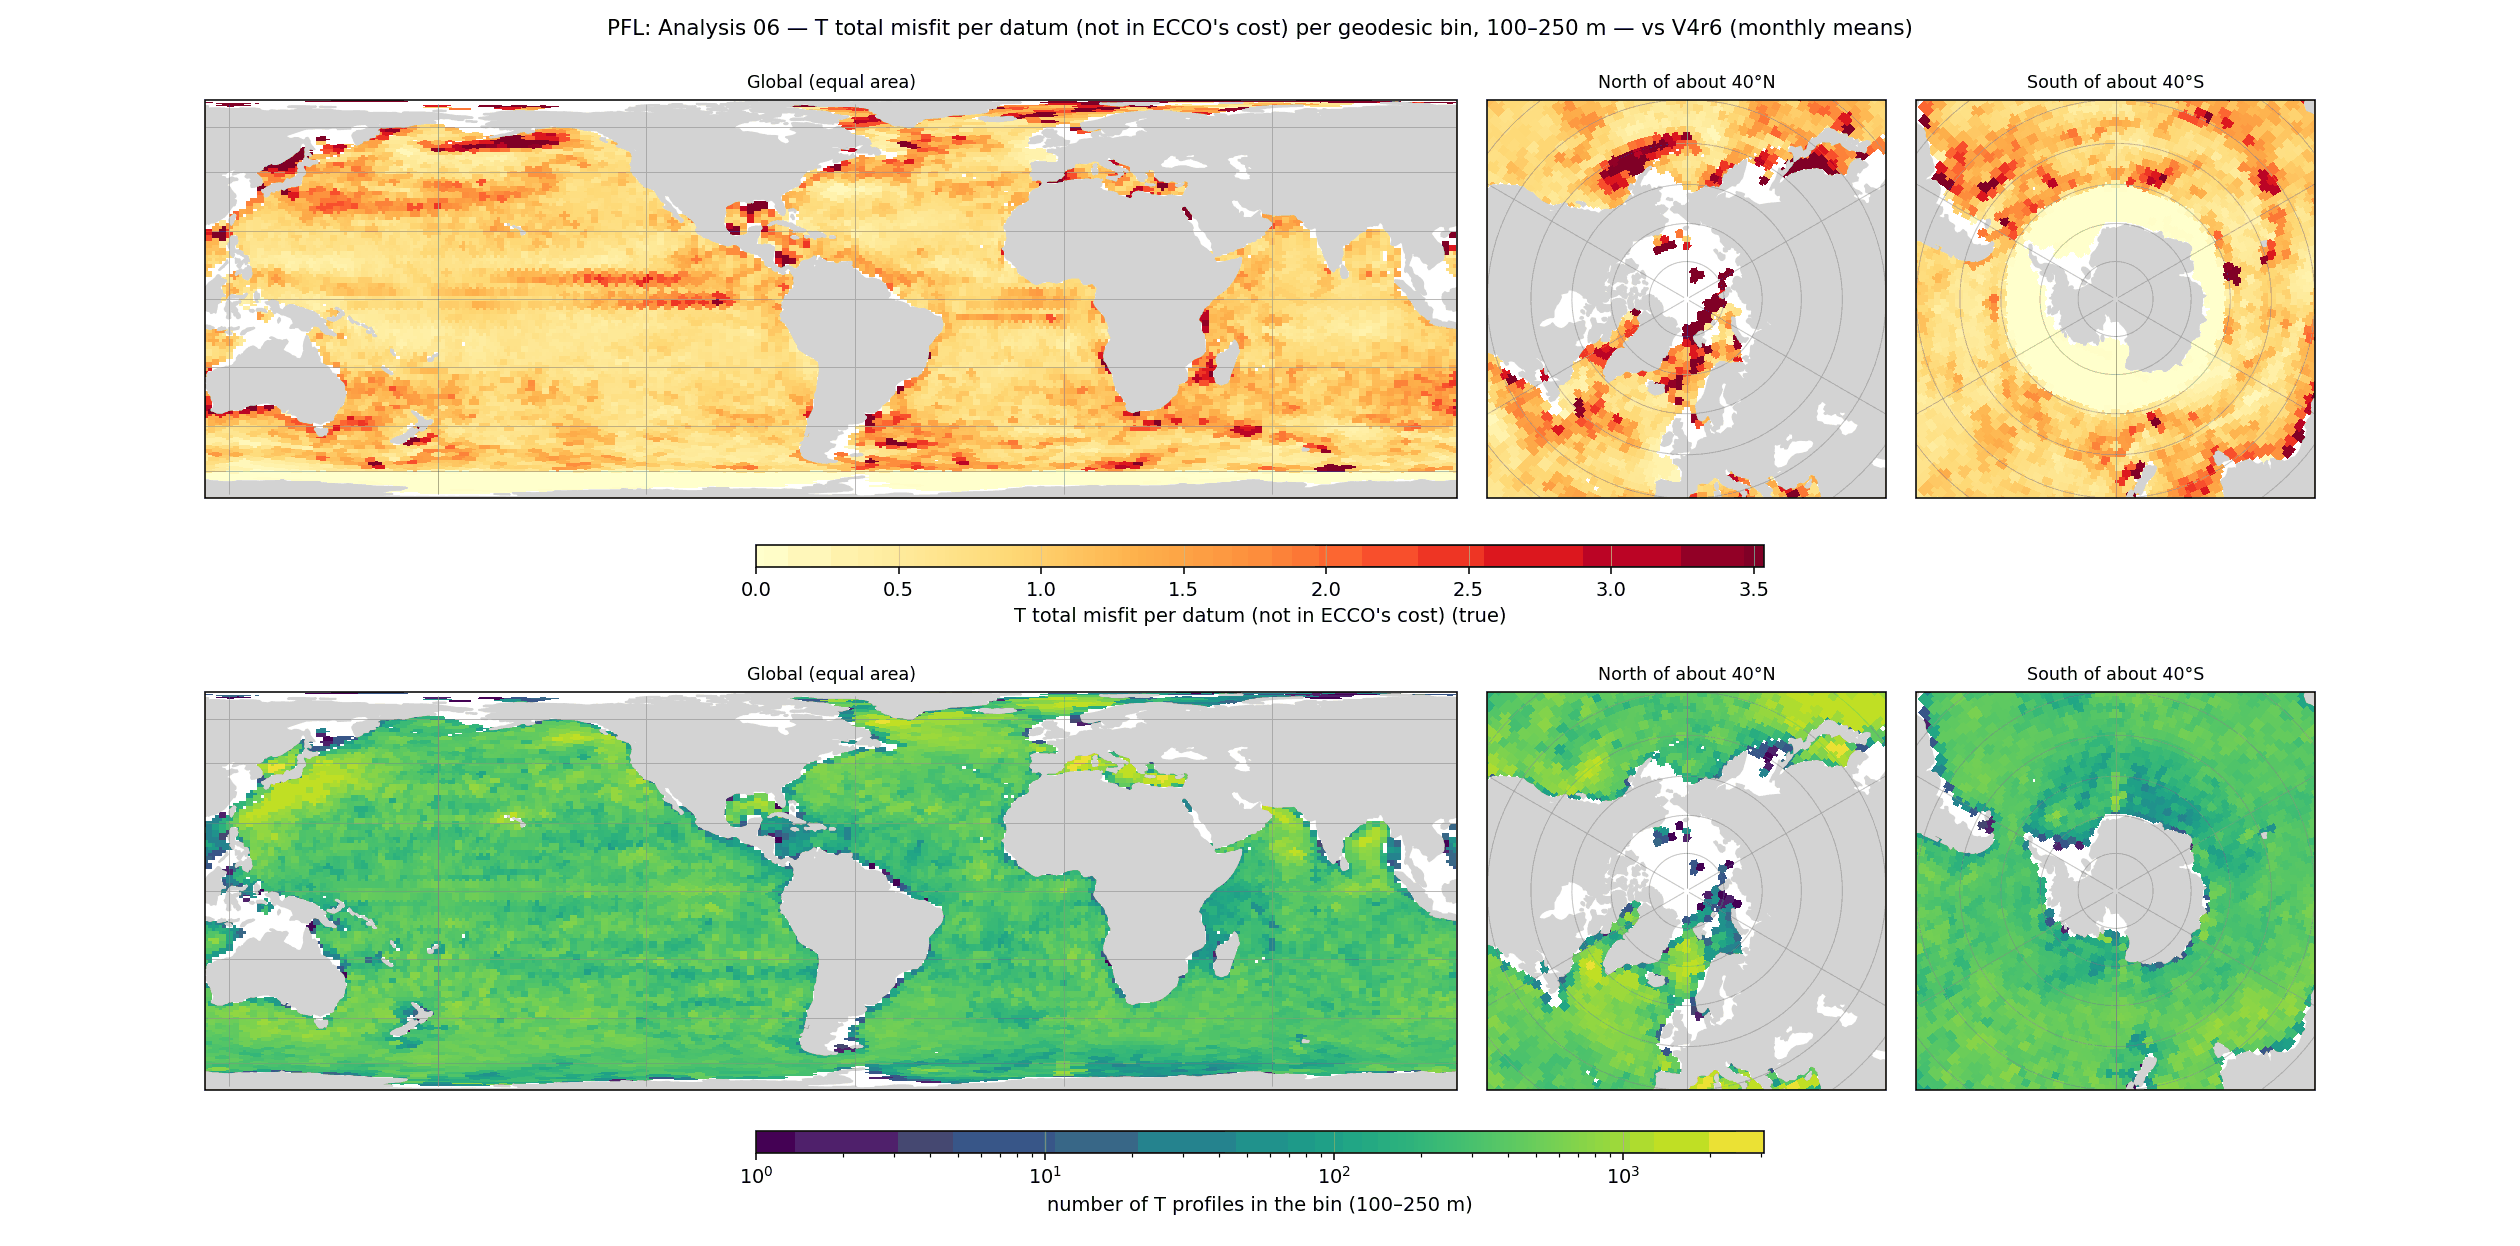 PFL: Analysis 06 — T total misfit per datum (not in ECCO's cost) per geodesic bin, 100–250 m — vs V4r6 (monthly means)
Global (equal area)
North of about 40°N
South of about 40°S
0.0 0.5 1.0 1.5 2.0 2.5 3.0 3.5
T total misfit per datum (not in ECCO's cost) (true)
Global (equal area)
North of about 40°N
South of about 40°S
10⁰ 10¹ 10² 10³
number of T profiles in the bin (100–250 m)